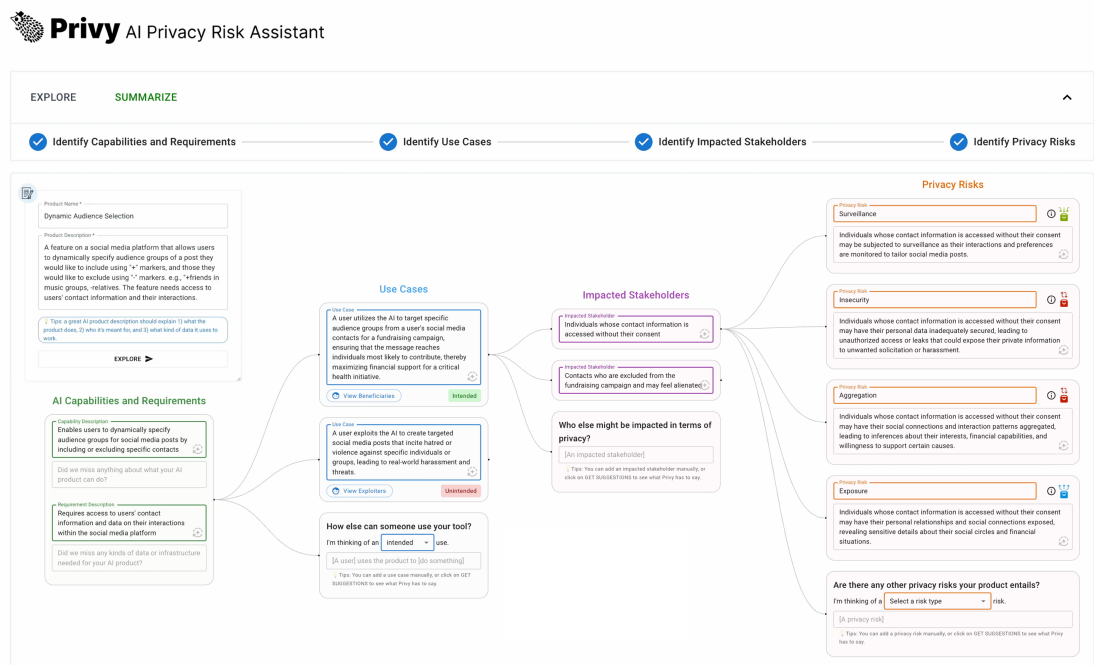 Privy AI Privacy Risk Assistant
EXPLORE
SUMMARIZE
Identify Capabilities and Requirements
Identify Use Cases
Identify Impacted Stakeholders
Identify Privacy Risks
Product Name *
Dynamic Audience Selection
Product Description *
A feature on a social media platform that allows users
to dynamically specify audience groups of a post they
would like to include using "+" markers, and those they
would like to exclude using "-" markers. e.g., "+friends in
music groups, -relatives. The feature needs access to
users' contact information and their interactions.
Tips: a great AI product description should explain 1) what the
product does, 2) who it's meant for, and 3) what kind of data it uses to
work.
EXPLORE
AI Capabilities and Requirements
Capability Description
Enables users to dynamically specify
audience groups for social media posts by
including or excluding specific contacts
Did we miss anything about what your AI
product can do?
Requirement Description
Requires access to users' contact
information and data on their interactions
within the social media platform
Did we miss any kinds of data or infrastructure
needed for your AI product?
Use Cases
Use Case
A user utilizes the AI to target specific
audience groups from a user's social media
contacts for a fundraising campaign,
ensuring that the message reaches
individuals most likely to contribute, thereby
maximizing financial support for a critical
health initiative.
View Beneficiaries
Intended
Use Case
A user exploits the AI to create targeted
social media posts that incite hatred or
violence against specific individuals or
groups, leading to real-world harassment and
threats.
View Exploiters
Unintended
How else can someone use your tool?
I'm thinking of an intended use.
[A user] uses the product to [do something]
Tips: You can add a use case manually, or click on GET
SUGGESTIONS to see what Privy has to say.
Impacted Stakeholders
Impacted Stakeholder
Individuals whose contact information is
accessed without their consent
Impacted Stakeholder
Contacts who are excluded from the
fundraising campaign and may feel alienated
Who else might be impacted in terms of
privacy?
[An impacted stakeholder]
Tips: You can add an impacted stakeholder manually, or
click on GET SUGGESTIONS to see what Privy has to say.
Privacy Risks
Privacy Risk
Surveillance
Individuals whose contact information is accessed without their consent
may be subjected to surveillance as their interactions and preferences
are monitored to tailor social media posts.
Privacy Risk
Insecurity
Individuals whose contact information is accessed without their consent
may have their personal data inadequately secured, leading to
unauthorized access or leaks that could expose their private information
to unwanted solicitation or harassment.
Privacy Risk
Aggregation
Individuals whose contact information is accessed without their consent
may have their social connections and interaction patterns aggregated,
leading to inferences about their interests, financial capabilities, and
willingness to support certain causes.
Privacy Risk
Exposure
Individuals whose contact information is accessed without their consent
may have their personal relationships and social connections exposed,
revealing sensitive details about their social circles and financial
situations.
Are there any other privacy risks your product entails?
I'm thinking of a Select a risk type risk.
[A privacy risk]
Tips: You can add a privacy risk manually, or click on GET SUGGESTIONS to see what Privy
has to say.